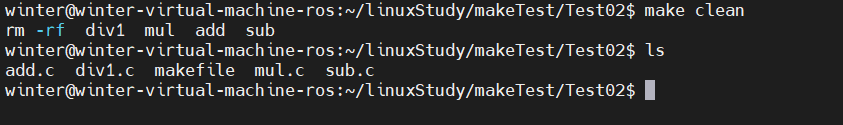 winter@winter-virtual-machine-ros:~/linuxStudy/makeTest/Test02$ make clean
rm -rf  div1  mul  add  sub
winter@winter-virtual-machine-ros:~/linuxStudy/makeTest/Test02$ ls
add.c  div1.c  makefile  mul.c  sub.c
winter@winter-virtual-machine-ros:~/linuxStudy/makeTest/Test02$